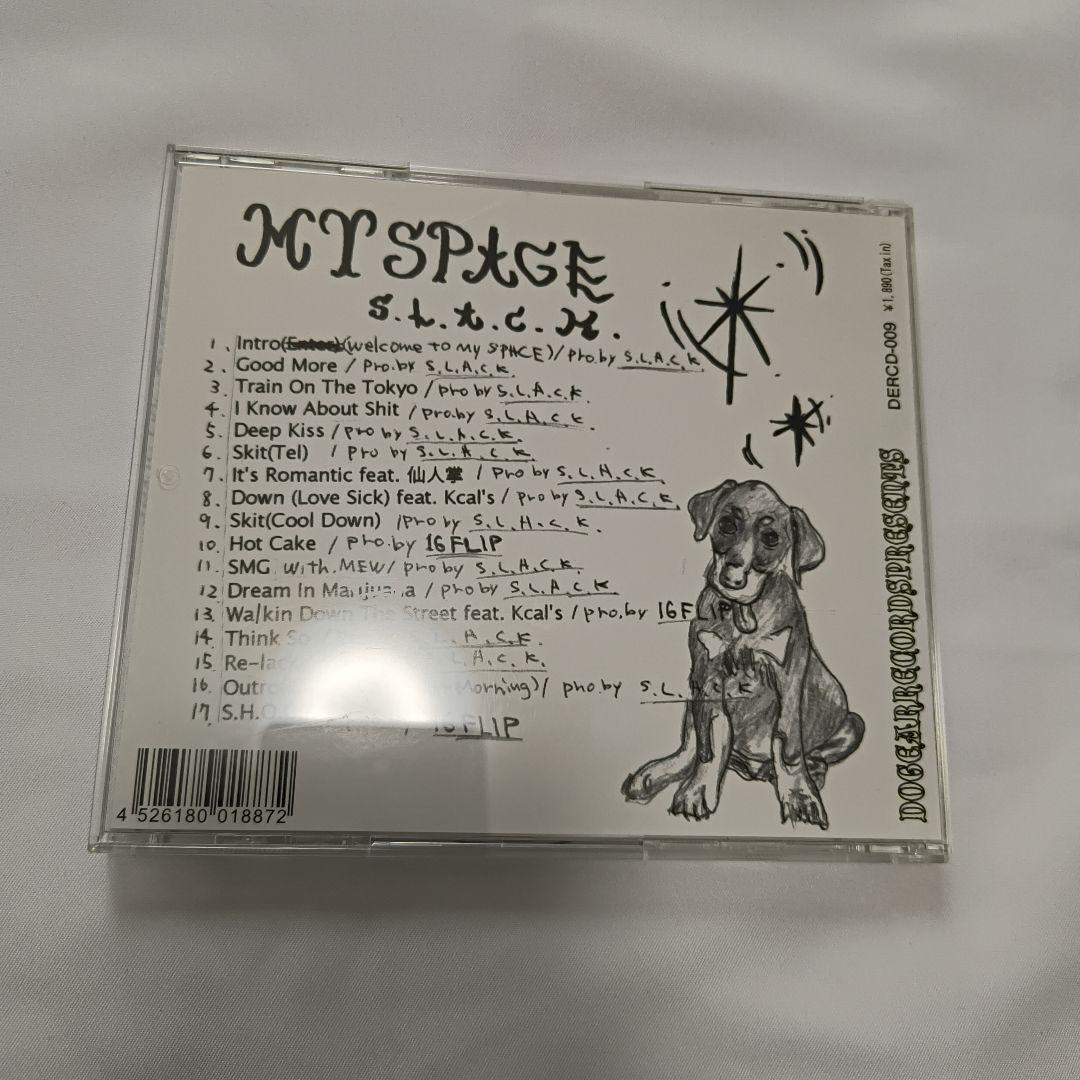 MY SPACE
S.L.A.C.K.
1. Intro(Enter)(welcome to my SPACE)/pro.by S.L.A.C.K
2. Good More / pro.by S.L.A.C.K.
3. Train On The Tokyo / pro by S.L.A.C.K.
4. I Know About Shit / pro.by S.L.A.C.K.
5. Deep Kiss / pro by S.L.A.C.K.
6. Skit(Tel) / pro by S.L.A.C.K.
7. It's Romantic feat. 仙人掌 / pro by S.L.A.C.K
8. Down (Love Sick) feat. Kcal's / pro by S.L.A.C.K.
9. Skit(Cool Down) /pro by S.L.A.C.K.
10. Hot Cake / pro.by 16FLIP
11. SMG with.MEW/ pro by S.L.A.C.K.
12 Dream In Marijuana / pro by S.L.A.C.K
13. Walkin Down The Street feat. Kcal's / pro.by 16FLIP
14. Think So S.L.A.C.K.
15. L.A.C.K.
16. Morning)/ pro.by S.L.A.C.K
17. S.H.O 16FLIP
4 526180 018872
DERCD-009 ¥1,890(Tax in)
DOGEARRECORDSPRESENTS